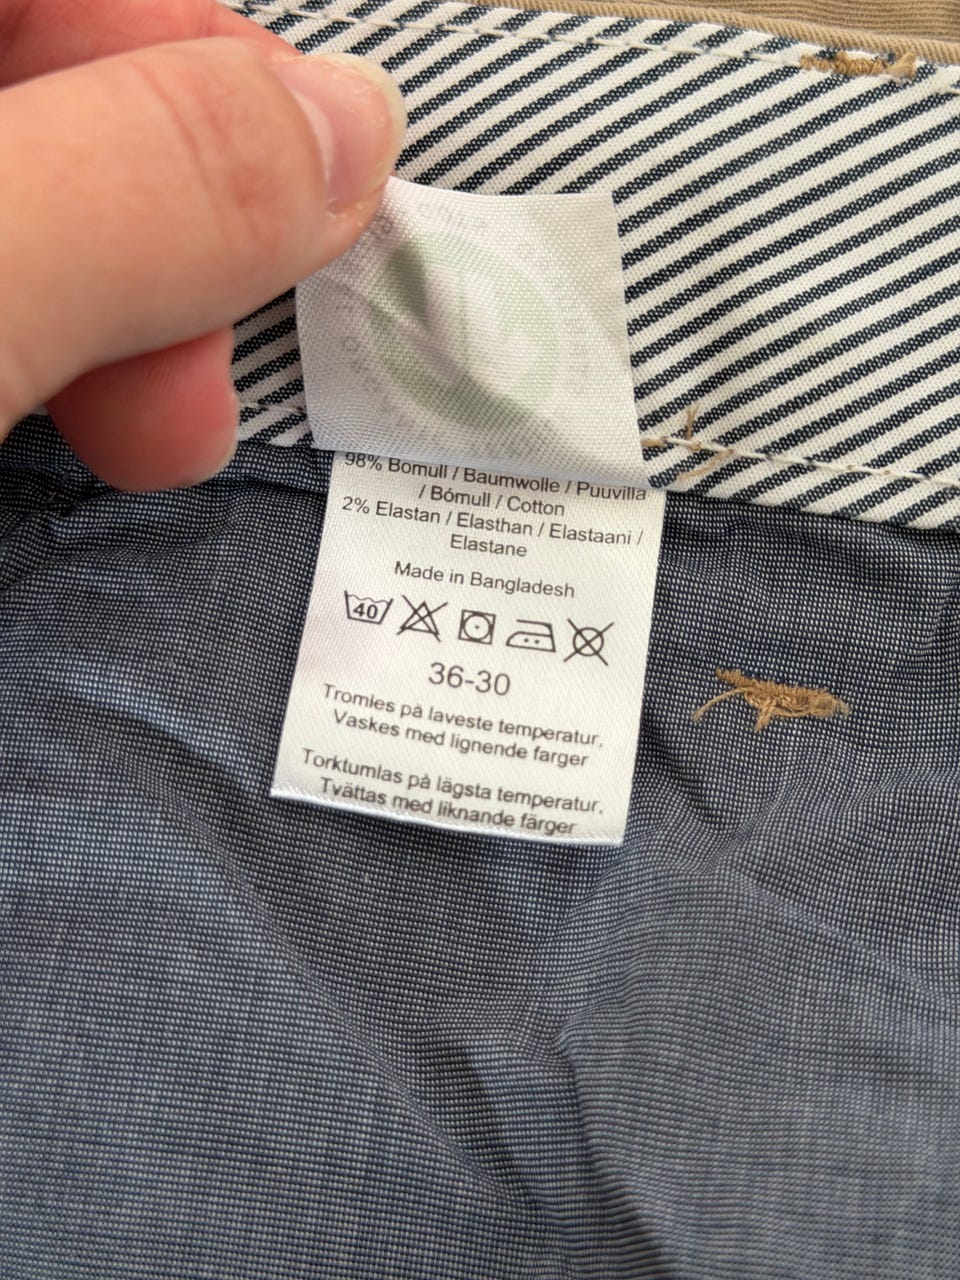 98% Bomull / Baumwolle / Puuvilla
/ Bómull / Cotton
2% Elastan / Elasthan / Elastaani /
Elastane
Made in Bangladesh
40
36-30
Tromles på laveste temperatur,
Vaskes med lignende farger
Torktumlas på lägsta temperatur,
Tvättas med liknande färger